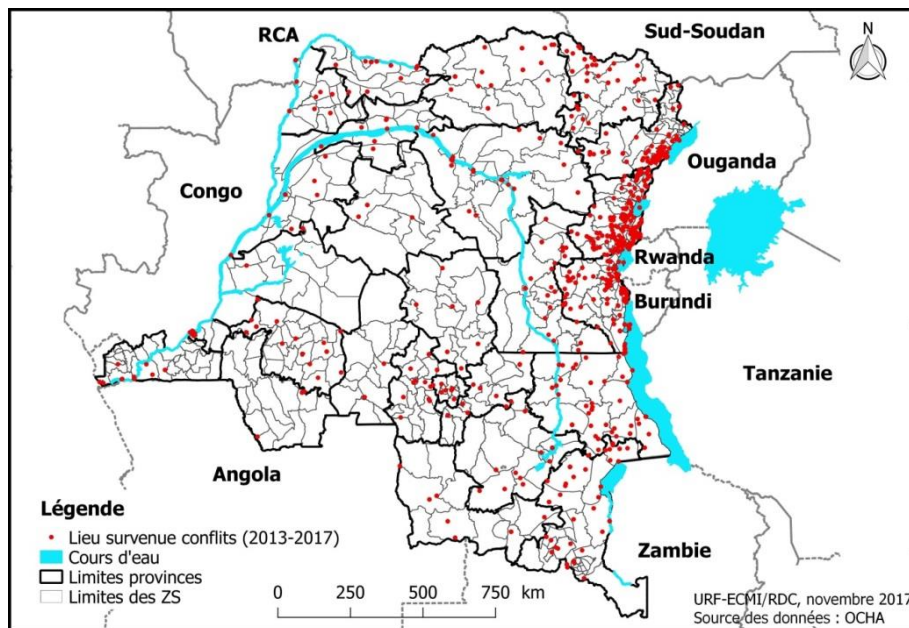 RCA
Sud-Soudan
N
Ouganda
Congo
Rwanda
Burundi
Tanzanie
Angola
Légende
Lieu survenue conflits (2013-2017)
Cours d'eau
Limites provinces
Limites des ZS
Zambie
0 250 500 750 km
URF-ECMI/RDC, novembre 2017
Source des données : OCHA